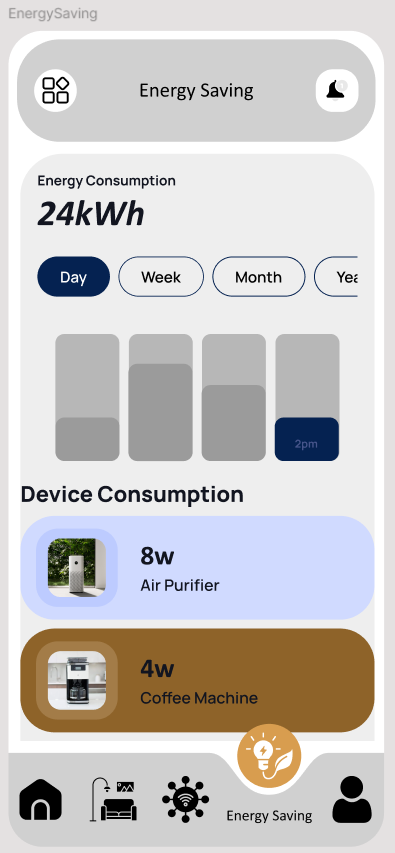 EnergySaving
Energy Saving
Energy Consumption
24kWh
Day Week Month Yea
2pm
Device Consumption
8w
Air Purifier
4w
Coffee Machine
Energy Saving